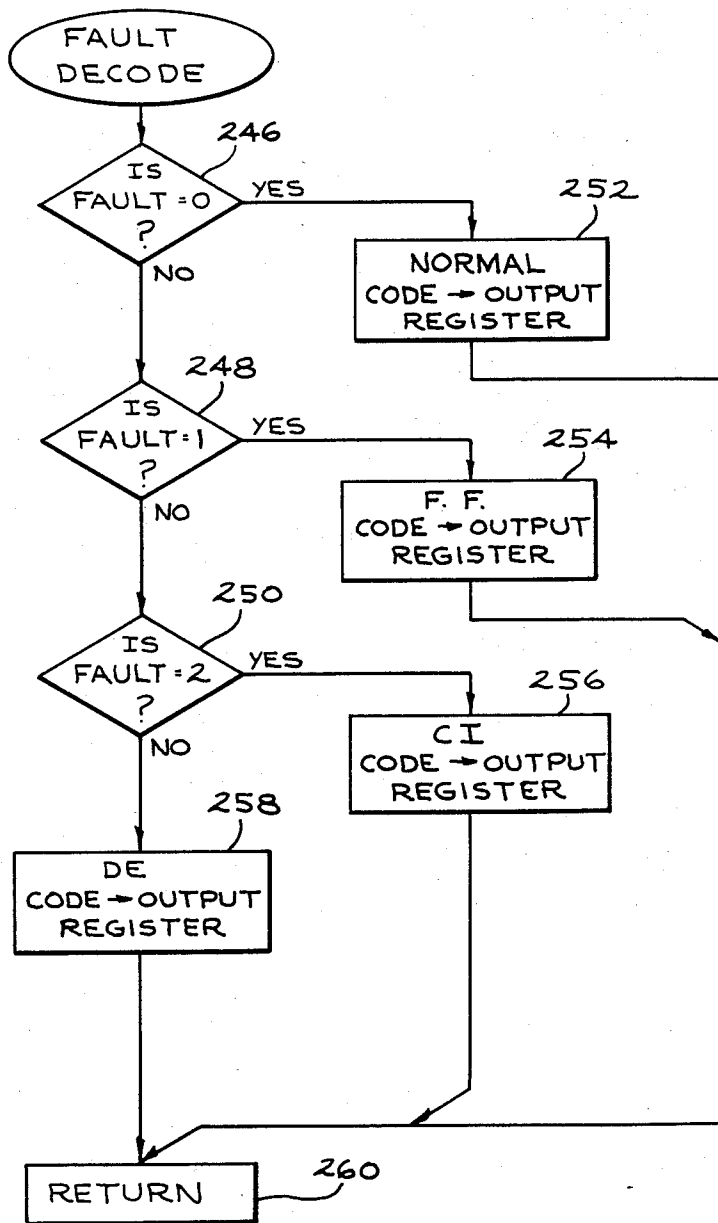 FAULT
DECODE
246
IS
FAULT=0
?
YES
NO
252
NORMAL
CODE → OUTPUT
REGISTER
248
IS
FAULT=1
?
YES
NO
254
F. F.
CODE → OUTPUT
REGISTER
250
IS
FAULT=2
?
YES
NO
256
CI
CODE → OUTPUT
REGISTER
258
DE
CODE → OUTPUT
REGISTER
RETURN
260